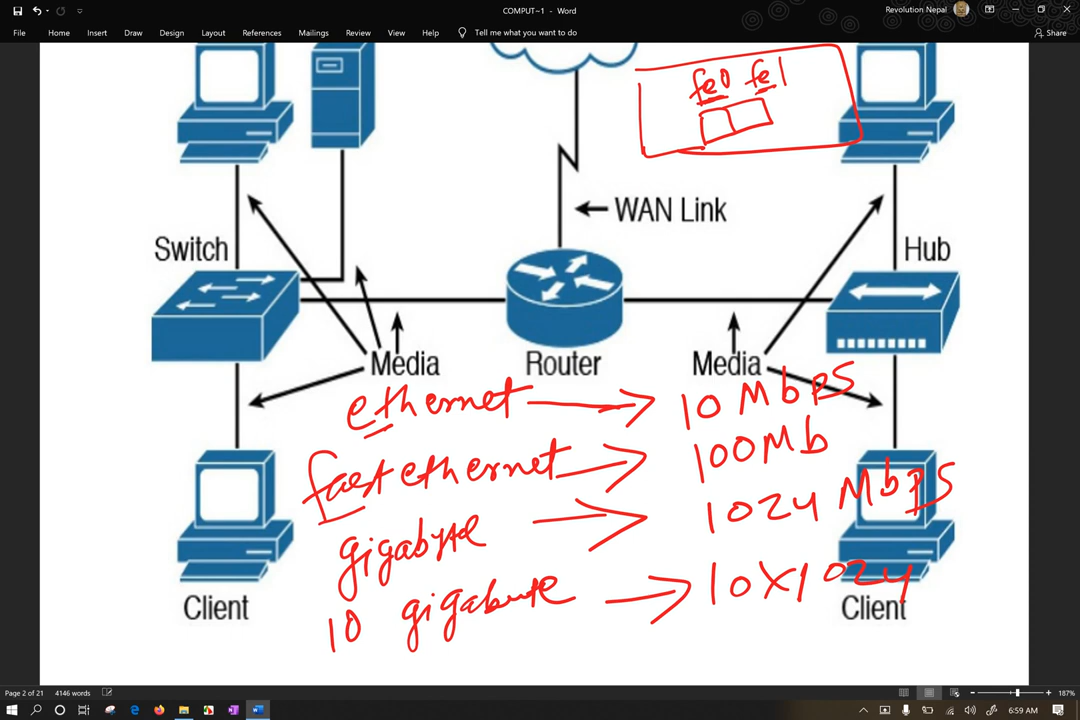 COMPUT~1 - Word
Revolution Nepal
File Home Insert Draw Design Layout References Mailings Review View Help Tell me what you want to do
Share
fe0 fe1
WAN Link
Switch
Hub
Media
Router
Media
ethernet 10 Mbps
fast ethernet 100Mb
gigabyte 1024 Mbps
10 gigabyte 10X1024
Client
Client
Page 2 of 21 4146 words
187%
6:59 AM